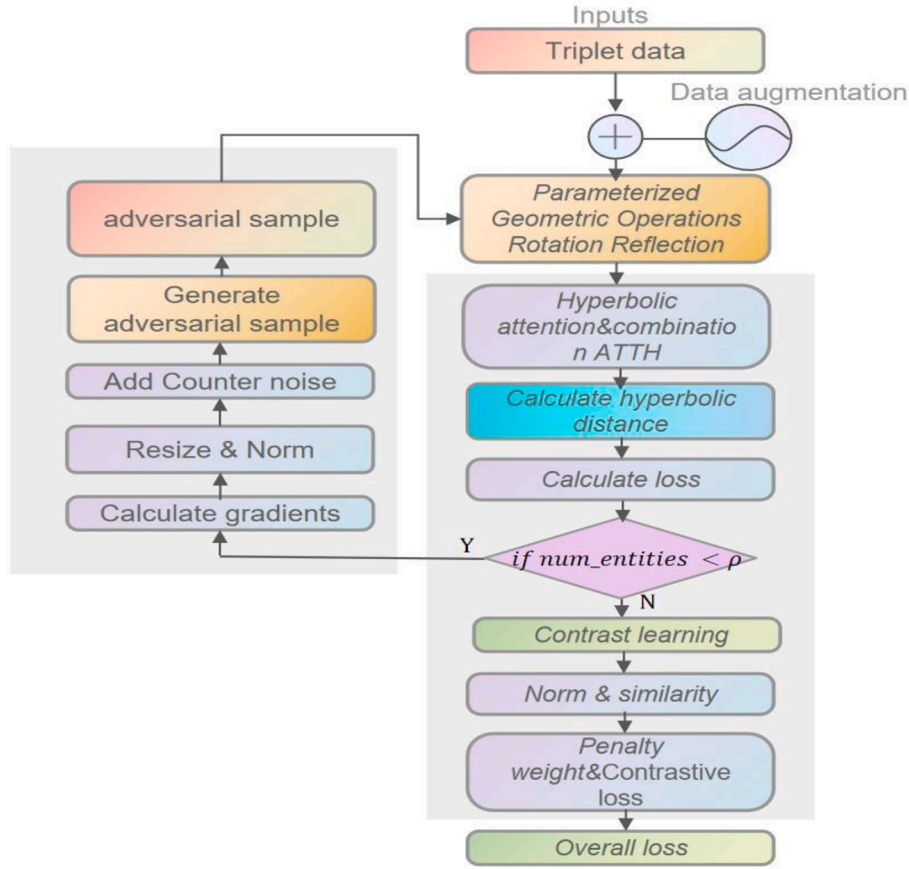 Inputs
Triplet data
Data augmentation
+
Parameterized
Geometric Operations
Rotation Reflection
Hyperbolic
attention&combinatio
n ATTH
Calculate hyperbolic
distance
Calculate loss
if num_entities < ρ
Y
N
Contrast learning
Norm & similarity
Penalty
weight&Contrastive
loss
Overall loss
adversarial sample
Generate
adversarial sample
Add Counter noise
Resize & Norm
Calculate gradients